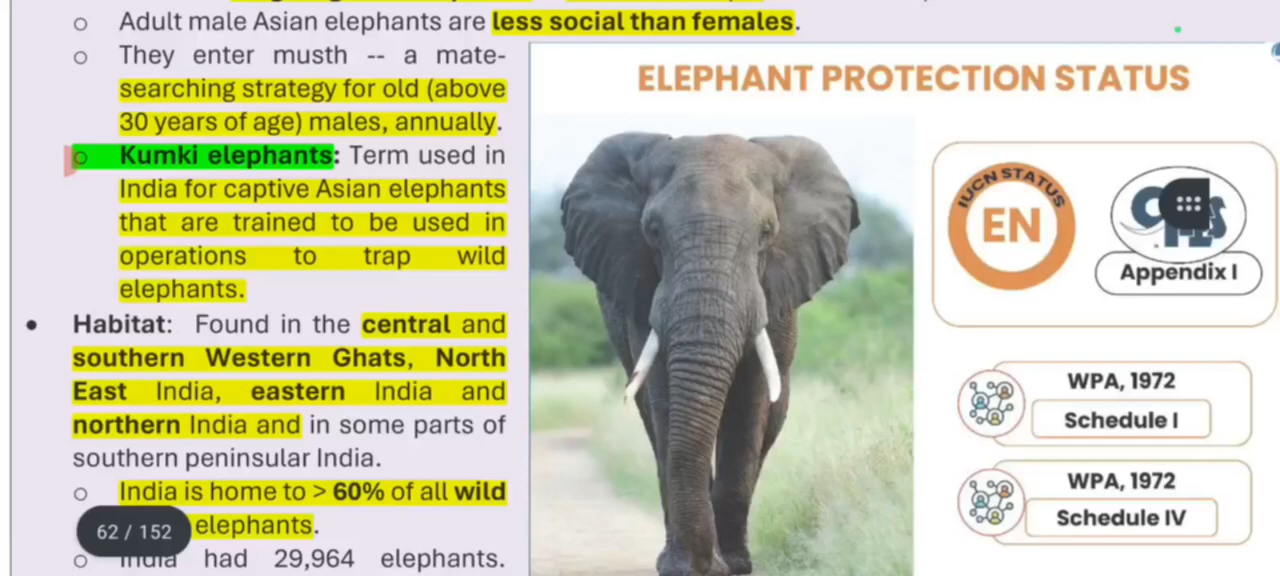 Adult male Asian elephants are less social than females.
They enter musth -- a mate-
searching strategy for old (above
30 years of age) males, annually.
Kumki elephants: Term used in
India for captive Asian elephants
that are trained to be used in
operations to trap wild
elephants.
Habitat: Found in the central and
southern Western Ghats, North
East India, eastern India and
northern India and in some parts of
southern peninsular India.
India is home to > 60% of all wild
elephants.
India had 29,964 elephants.
62 / 152
ELEPHANT PROTECTION STATUS
IUCN STATUS
EN
Appendix I
WPA, 1972
Schedule I
WPA, 1972
Schedule IV